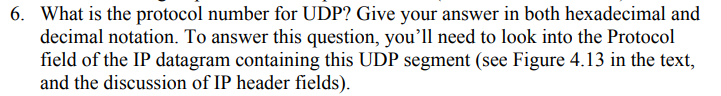 6. What is the protocol number for UDP? Give your answer in both hexadecimal and
decimal notation. To answer this question, you’ll need to look into the Protocol
field of the IP datagram containing this UDP segment (see Figure 4.13 in the text,
and the discussion of IP header fields).